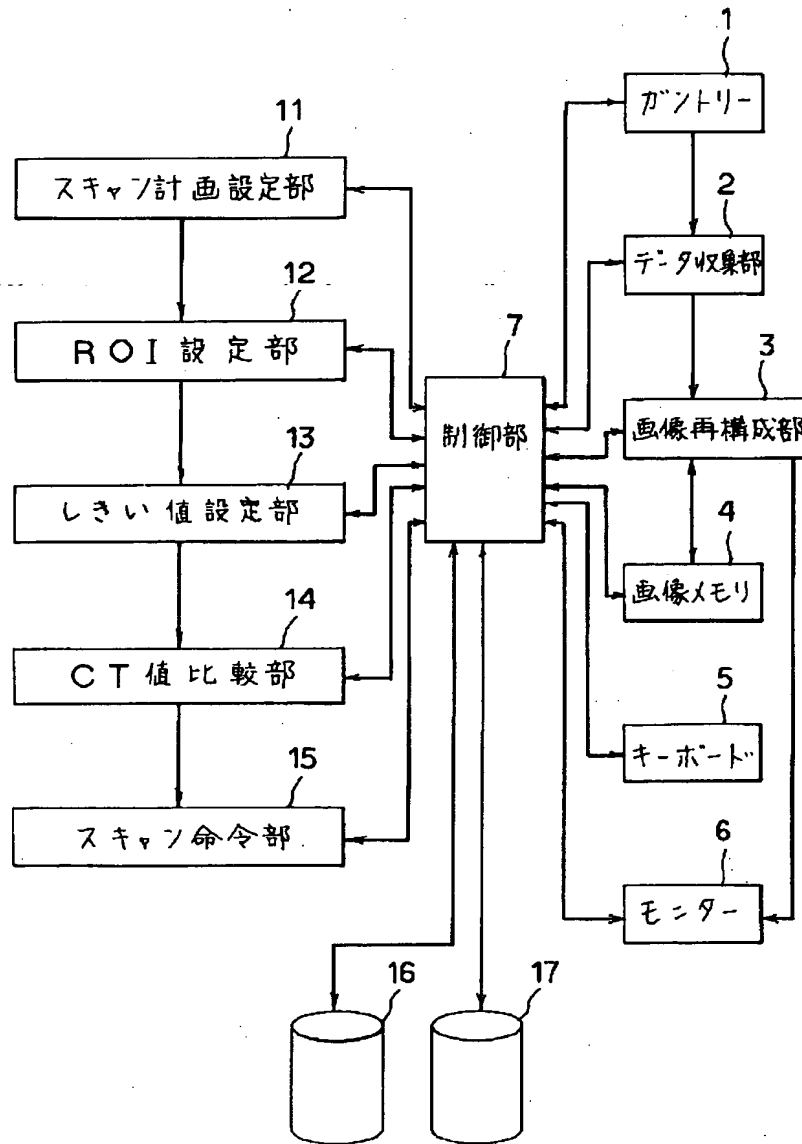 1
ガントリー
11
スキャン計画設定部
2
データ収集部
12
ROI設定部
7
制御部
3
画像再構成部
13
しきい値設定部
4
画像メモリ
14
CT値比較部
5
キーボード
15
スキャン命令部
6
モニター
16
17